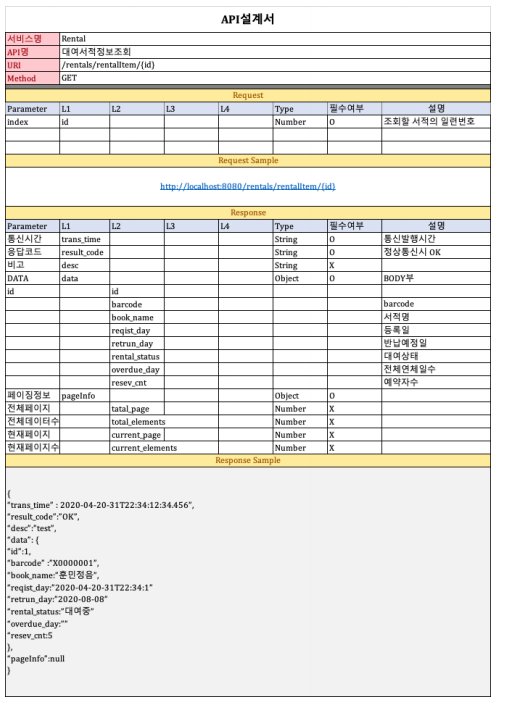 API설계서
서비스명 Rental
API명 대여서적정보조회
URI /rentals/rentalItem/{id}
Method GET
Request
Parameter L1 L2 L3 L4 Type 필수여부 설명
index id Number O 조회할 서적의 일련번호
Request Sample
http://localhost:8080/rentals/rentalItem/{id}
Response
Parameter L1 L2 L3 L4 Type 필수여부 설명
통신시간 trans_time String O 통신발행시간
응답코드 result_code String O 정상통신시 OK
비고 desc String X
DATA data Object O BODY부
id id
barcode barcode
book_name 서적명
reqist_day 등록일
retrun_day 반납예정일
rental_status 대여상태
overdue_day 전체연체일수
resev_cnt 예약자수
페이징정보 pageInfo Object O
전체페이지 tatal_page Number X
전체데이터수 total_elements Number X
현재페이지 current_page Number X
현재페이지수 current_elements Number X
Response Sample
{
"trans_time" : 2020-04-20-31T22:34:12:34.456",
"result_code":"OK",
"desc":"test",
"data": {
"id":1,
"barcode" :"X0000001",
"book_name:"훈민정음",
"reqist_day:"2020-04-20-31T22:34:1"
"retrun_day:"2020-08-08"
"rental_status:"대여중"
"overdue_day:""
"resev_cnt:5
},
"pageInfo":null
}